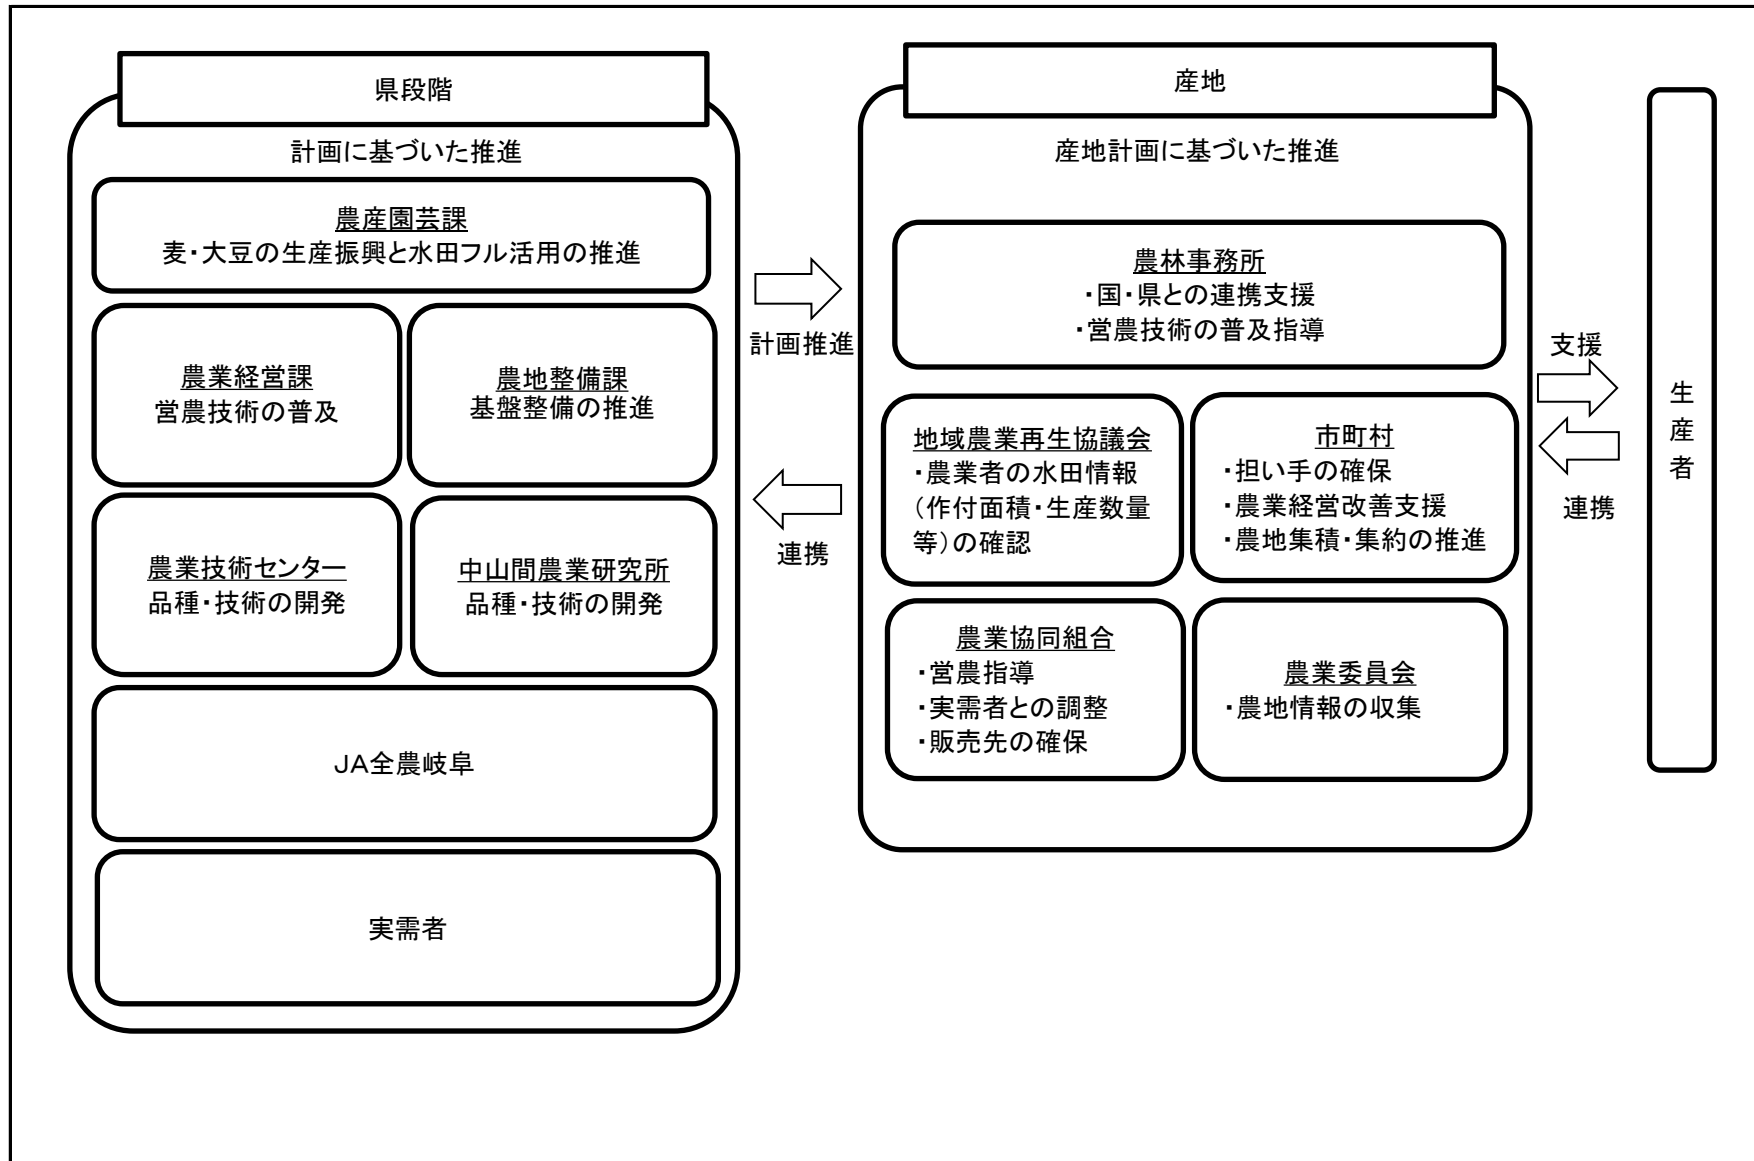 県段階
計画に基づいた推進
農産園芸課
麦・大豆の生産振興と水田フル活用の推進
農業経営課
営農技術の普及
農地整備課
基盤整備の推進
農業技術センター
品種・技術の開発
中山間農業研究所
品種・技術の開発
JA全農岐阜
実需者
計画推進
連携
産地
産地計画に基づいた推進
農林事務所
・国・県との連携支援
・営農技術の普及指導
地域農業再生協議会
・農業者の水田情報
（作付面積・生産数量
等）の確認
市町村
・担い手の確保
・農業経営改善支援
・農地集積・集約の推進
農業協同組合
・営農指導
・実需者との調整
・販売先の確保
農業委員会
・農地情報の収集
支援
連携
生産者